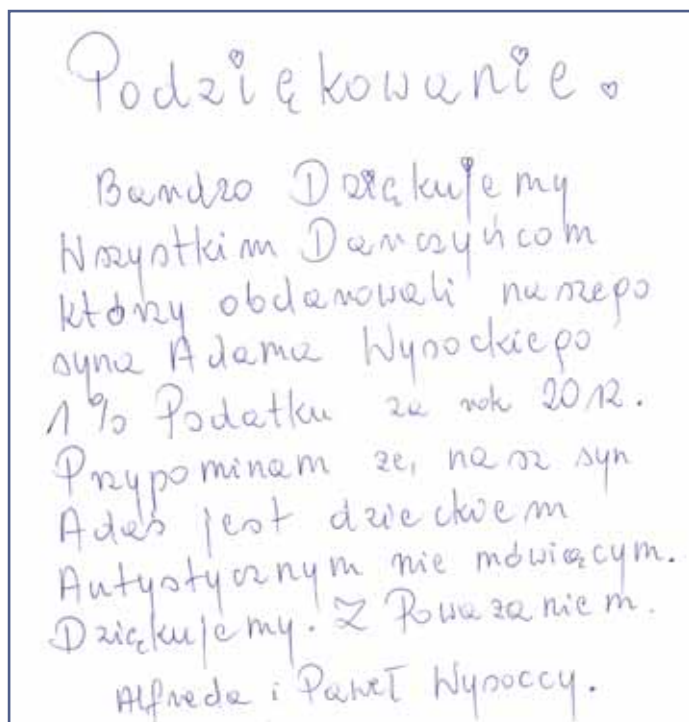 Podziękowanie.
Bardzo Dziękujemy
Wszystkim Darczyńcom
którzy obdarowali naszego
syna Adama Wysockiego
1% Podatku za rok 2012.
Przypominam że, nasz syn
Adaś jest dzieckiem
Autystycznym nie mówiącym.
Dziękujemy. Z Poważaniem.
Alfreda i Paweł Wysoccy.